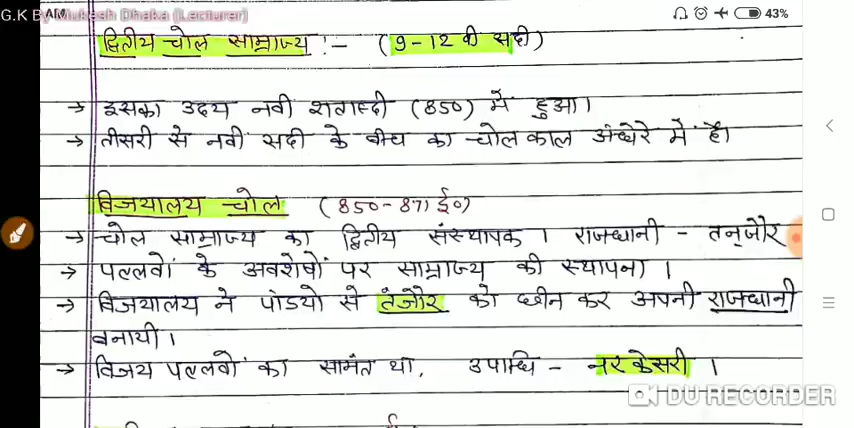 G.K By Mukesh Dhaka (Lecturer)
43%
द्वितीय चोल साम्राज्य :- (9-12 वी सदी)
→ इसका उदय नवी शताब्दी (850) में हुआ।
→ तीसरी से नवी सदी के बीच का चोल काल अंधेरे में है।
विजयालय चोल (850-871 ई०)
→ चोल साम्राज्य का द्वितीय संस्थापक। राजधानी - तन्जौर
→ पल्लवों के अवशेषों पर साम्राज्य की स्थापना।
→ विजयालय ने पांड्यो से तंजौर को छीन कर अपनी राजधानी
बनायी।
→ विजय पल्लवों का सामंत था, उपाधि - नरकेसरी।
DU RECORDER